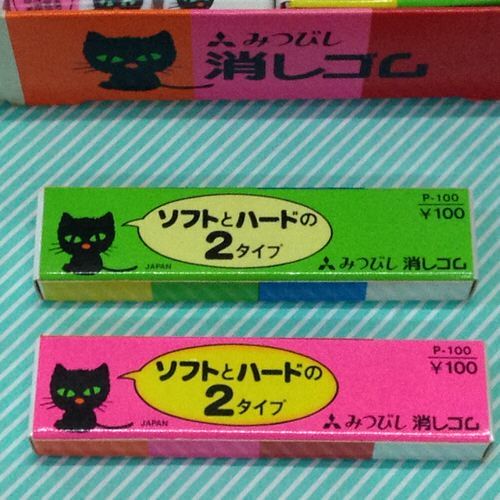 みつびし
消しゴム
ソフトとハードの
2タイプ
P-100
¥100
JAPAN
みつびし 消しゴム
ソフトとハードの
2タイプ
P-100
¥100
JAPAN
みつびし 消しゴム